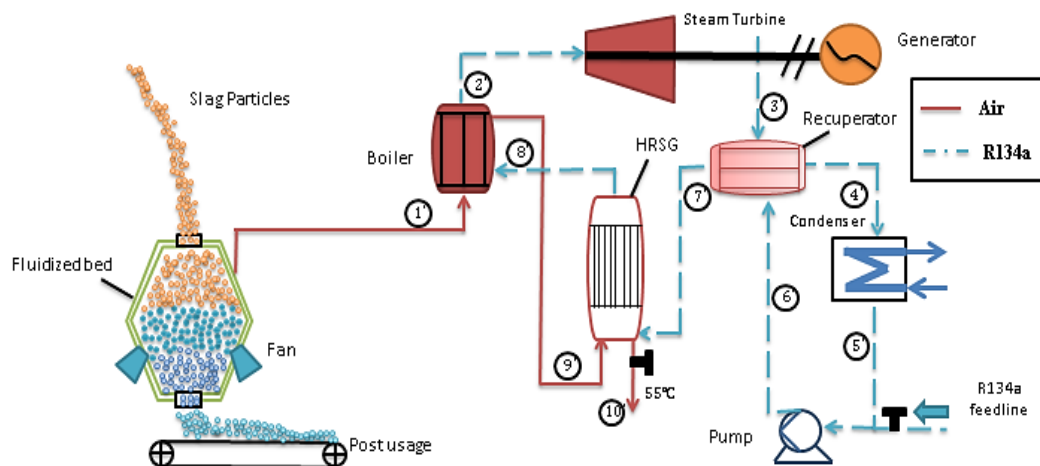 Steam Turbine
Generator
Slag Particles
Air
R134a
2'
3'
Recuperator
Boiler
8'
HRSG
7'
4'
1'
Condenser
Fluidized bed
6'
5'
Fan
9'
55°C
10'
R134a
feedline
Pump
Post usage